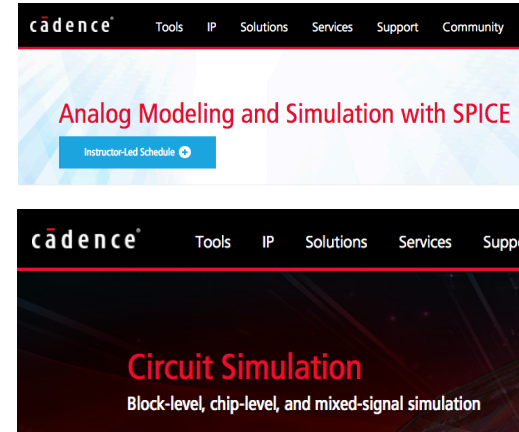 cādence®
Tools IP Solutions Services Support Community
Analog Modeling and Simulation with SPICE
Instructor-Led Schedule
cādence®
Tools IP Solutions Services Suppo
Circuit Simulation
Block-level, chip-level, and mixed-signal simulation